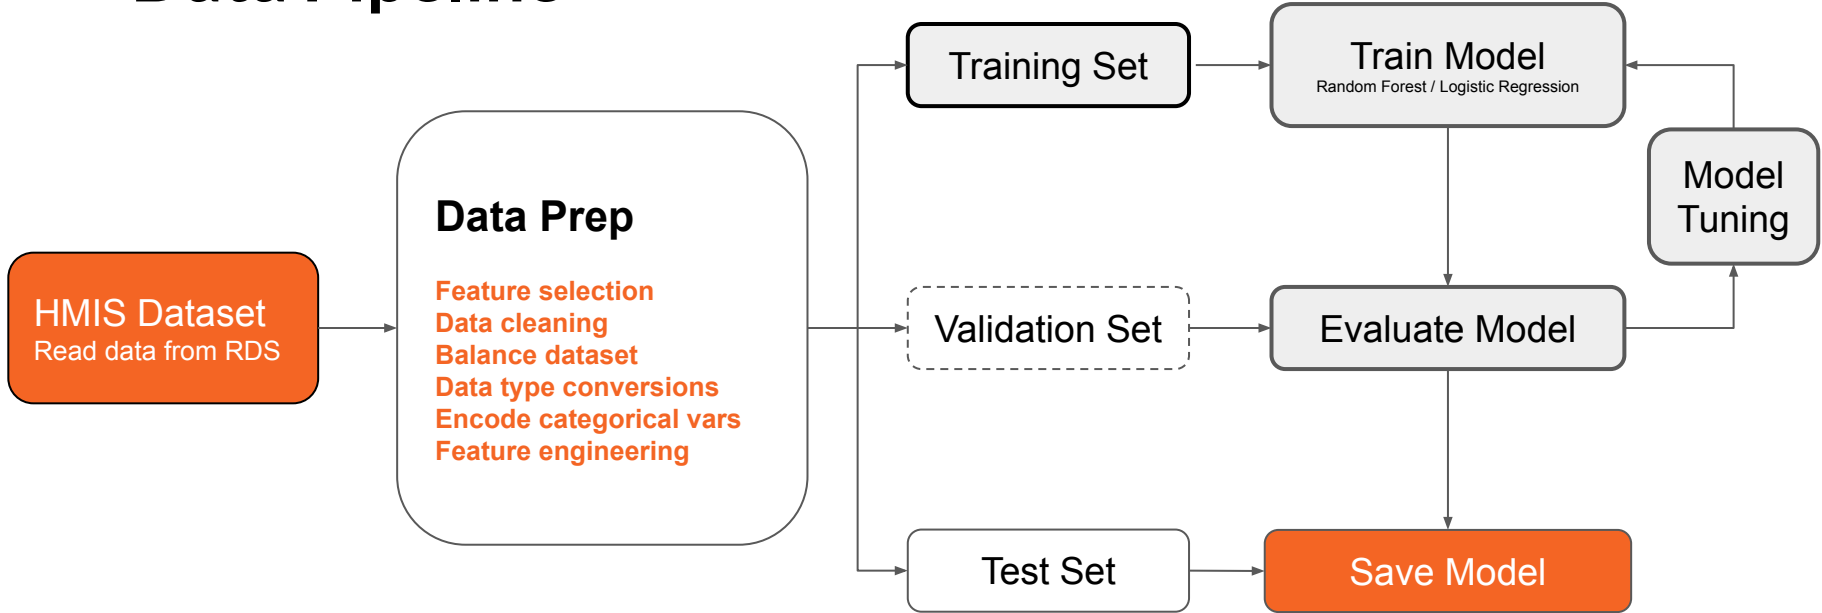 Data Pipeline
HMIS Dataset
Read data from RDS
Data Prep
Feature selection
Data cleaning
Balance dataset
Data type conversions
Encode categorical vars
Feature engineering
Training Set
Validation Set
Test Set
Train Model
Random Forest / Logistic Regression
Evaluate Model
Save Model
Model
Tuning